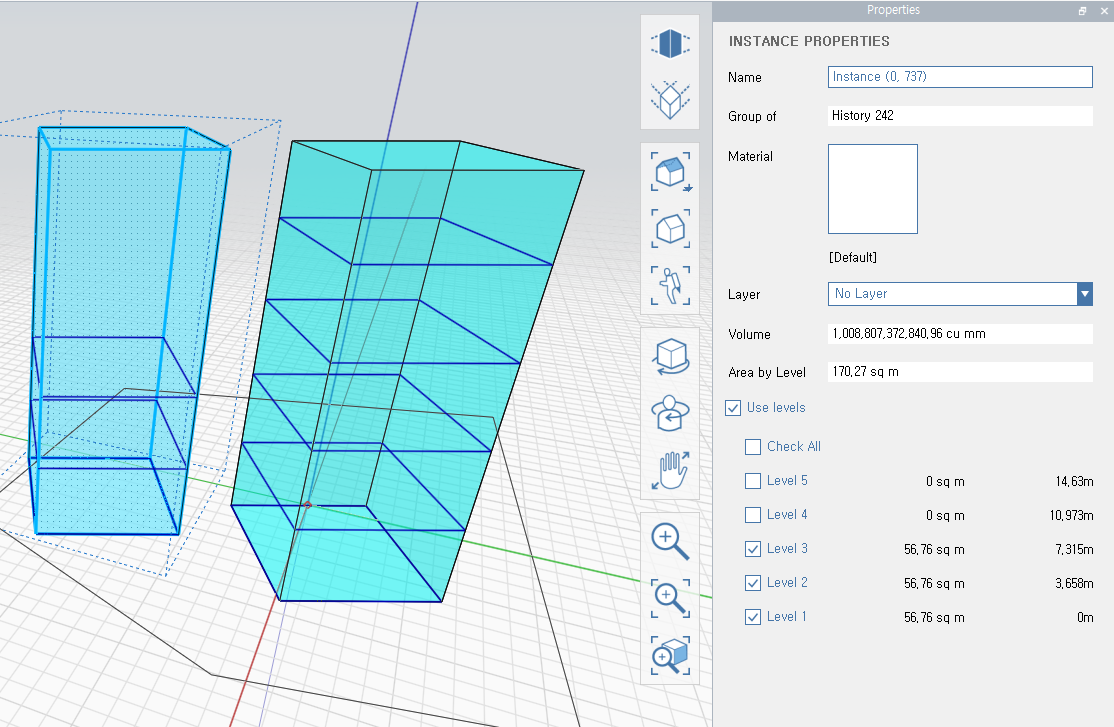 Properties
INSTANCE PROPERTIES
Name Instance (0, 737)
Group of History 242
Material
[Default]
Layer No Layer
Volume 1,008,807,372,840,96 cu mm
Area by Level 170,27 sq m
Use levels
Check All
Level 5 0 sq m 14,63m
Level 4 0 sq m 10,973m
Level 3 56,76 sq m 7,315m
Level 2 56,76 sq m 3,658m
Level 1 56,76 sq m 0m